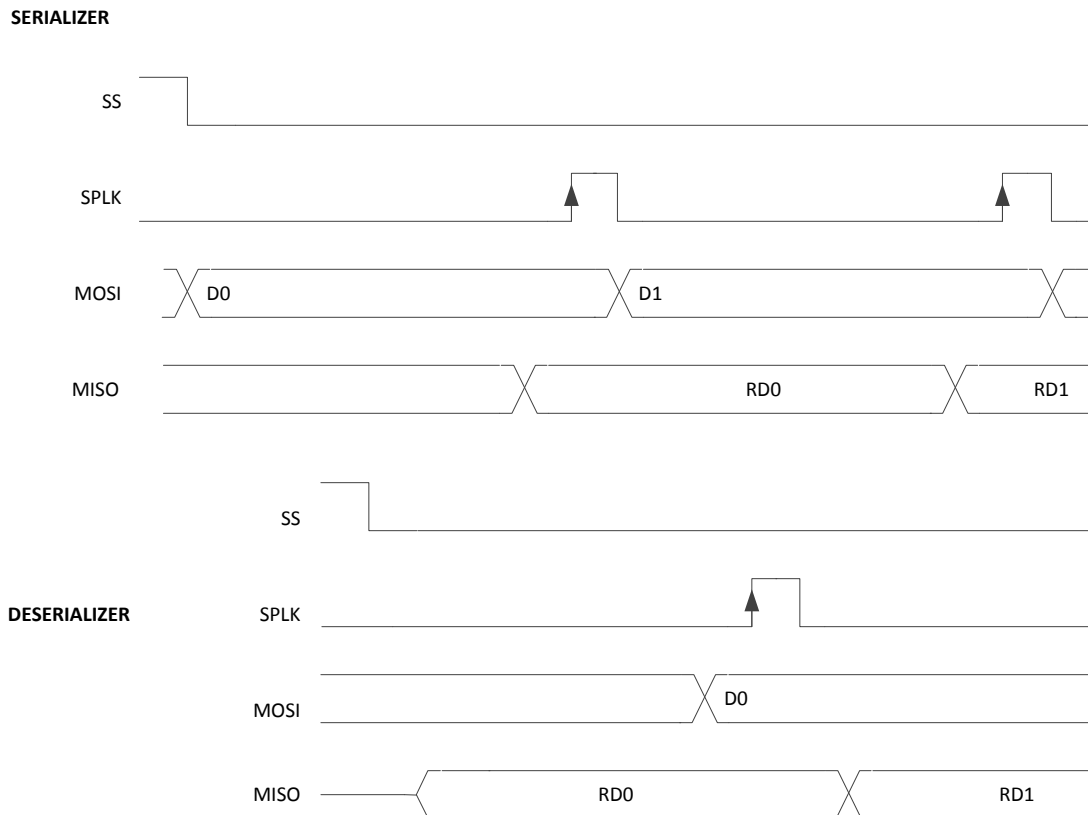 SERIALIZER
SS
SPLK
MOSI D0 D1
MISO RD0 RD1
SS
DESERIALIZER SPLK
MOSI D0
MISO RD0 RD1